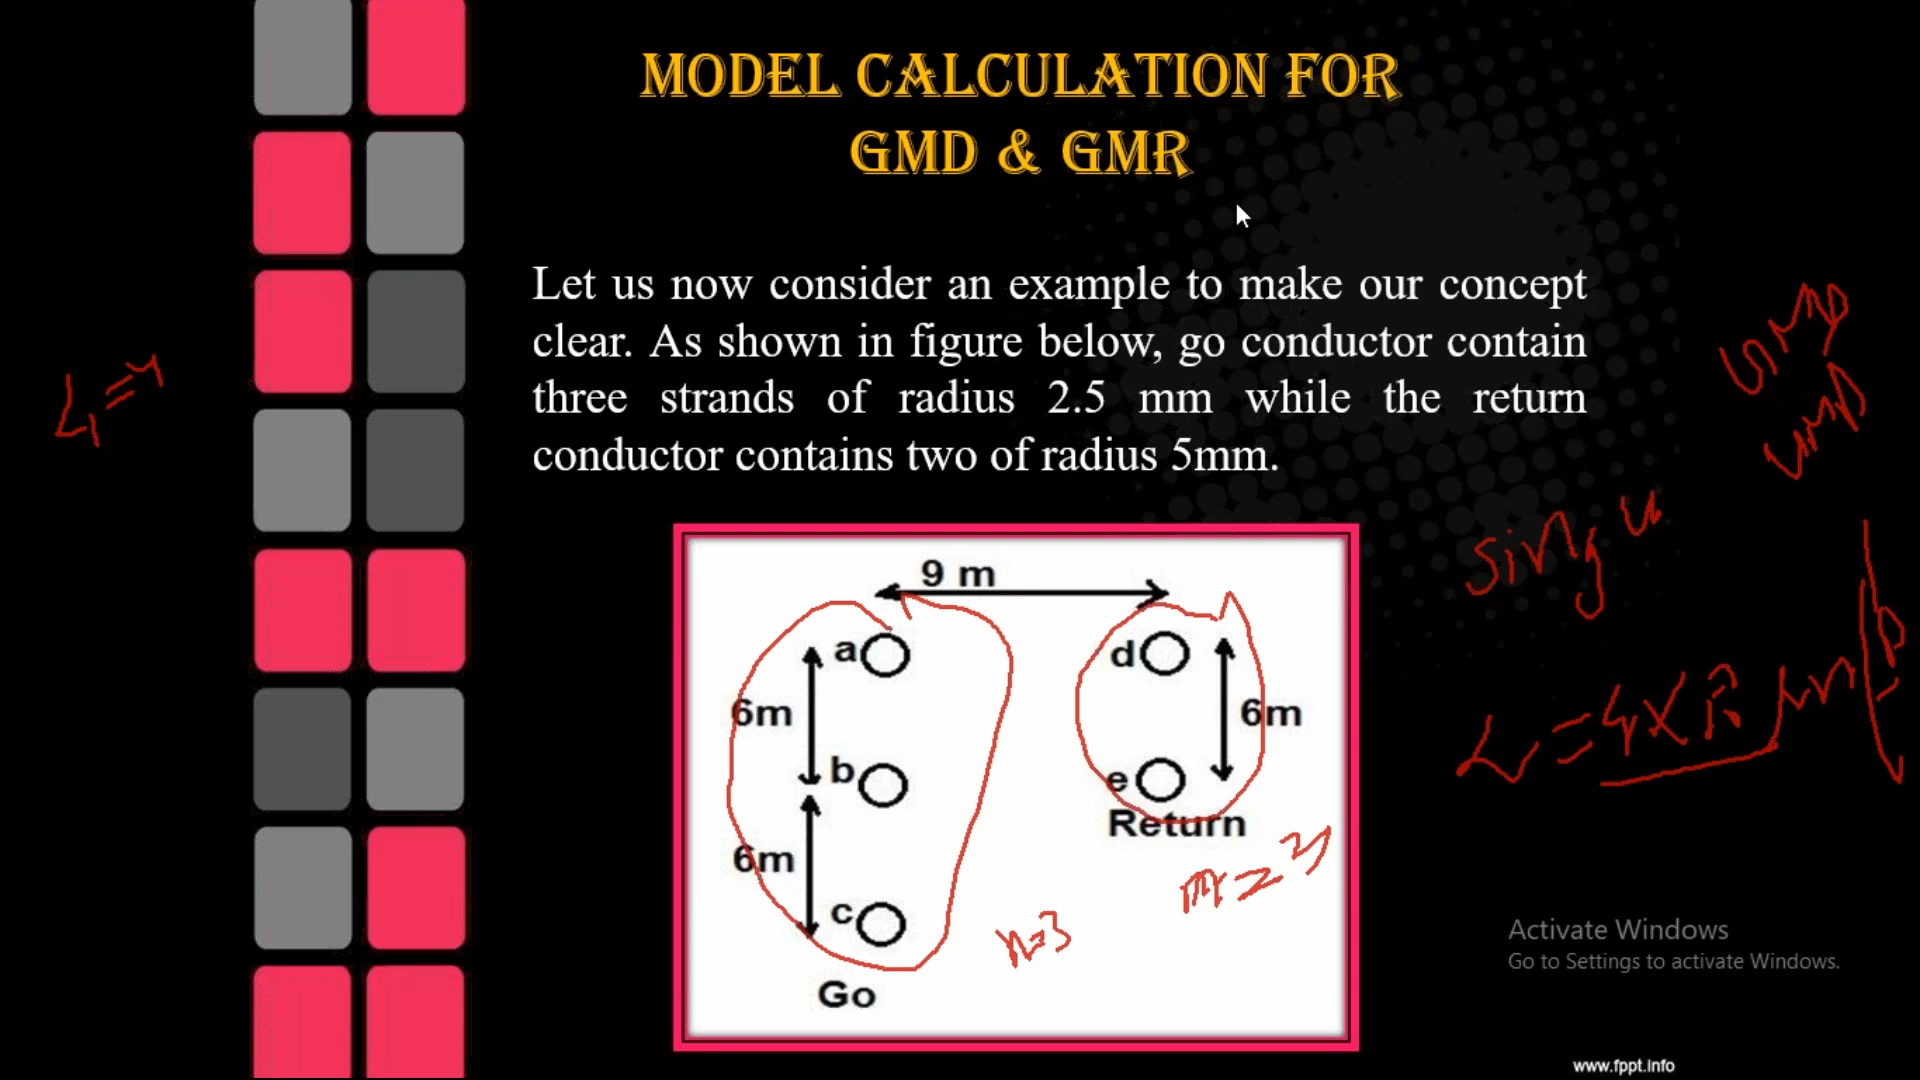 MODEL CALCULATION FOR
GMD & GMR
Let us now consider an example to make our concept
clear. As shown in figure below, go conductor contain
three strands of radius 2.5 mm while the return
conductor contains two of radius 5mm.
9 m
a
d
6m
6m
b
e
Return
6m
c
n=3
Go
Activate Windows
Go to Settings to activate Windows.
www.fppt.info